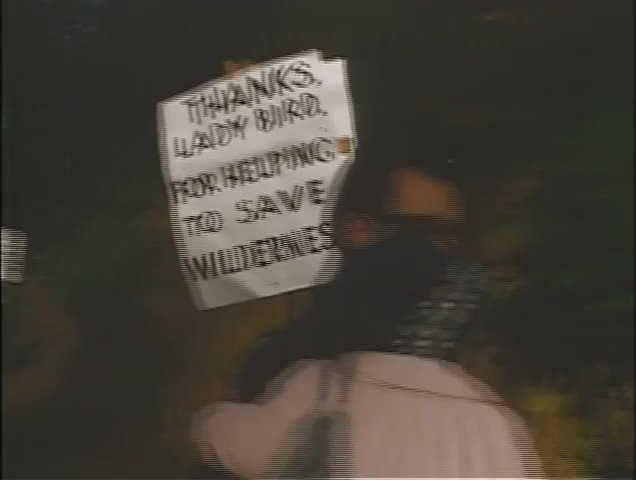 THANKS,
LADY BIRD,
FOR HELPING
TO SAVE
WILDERNES